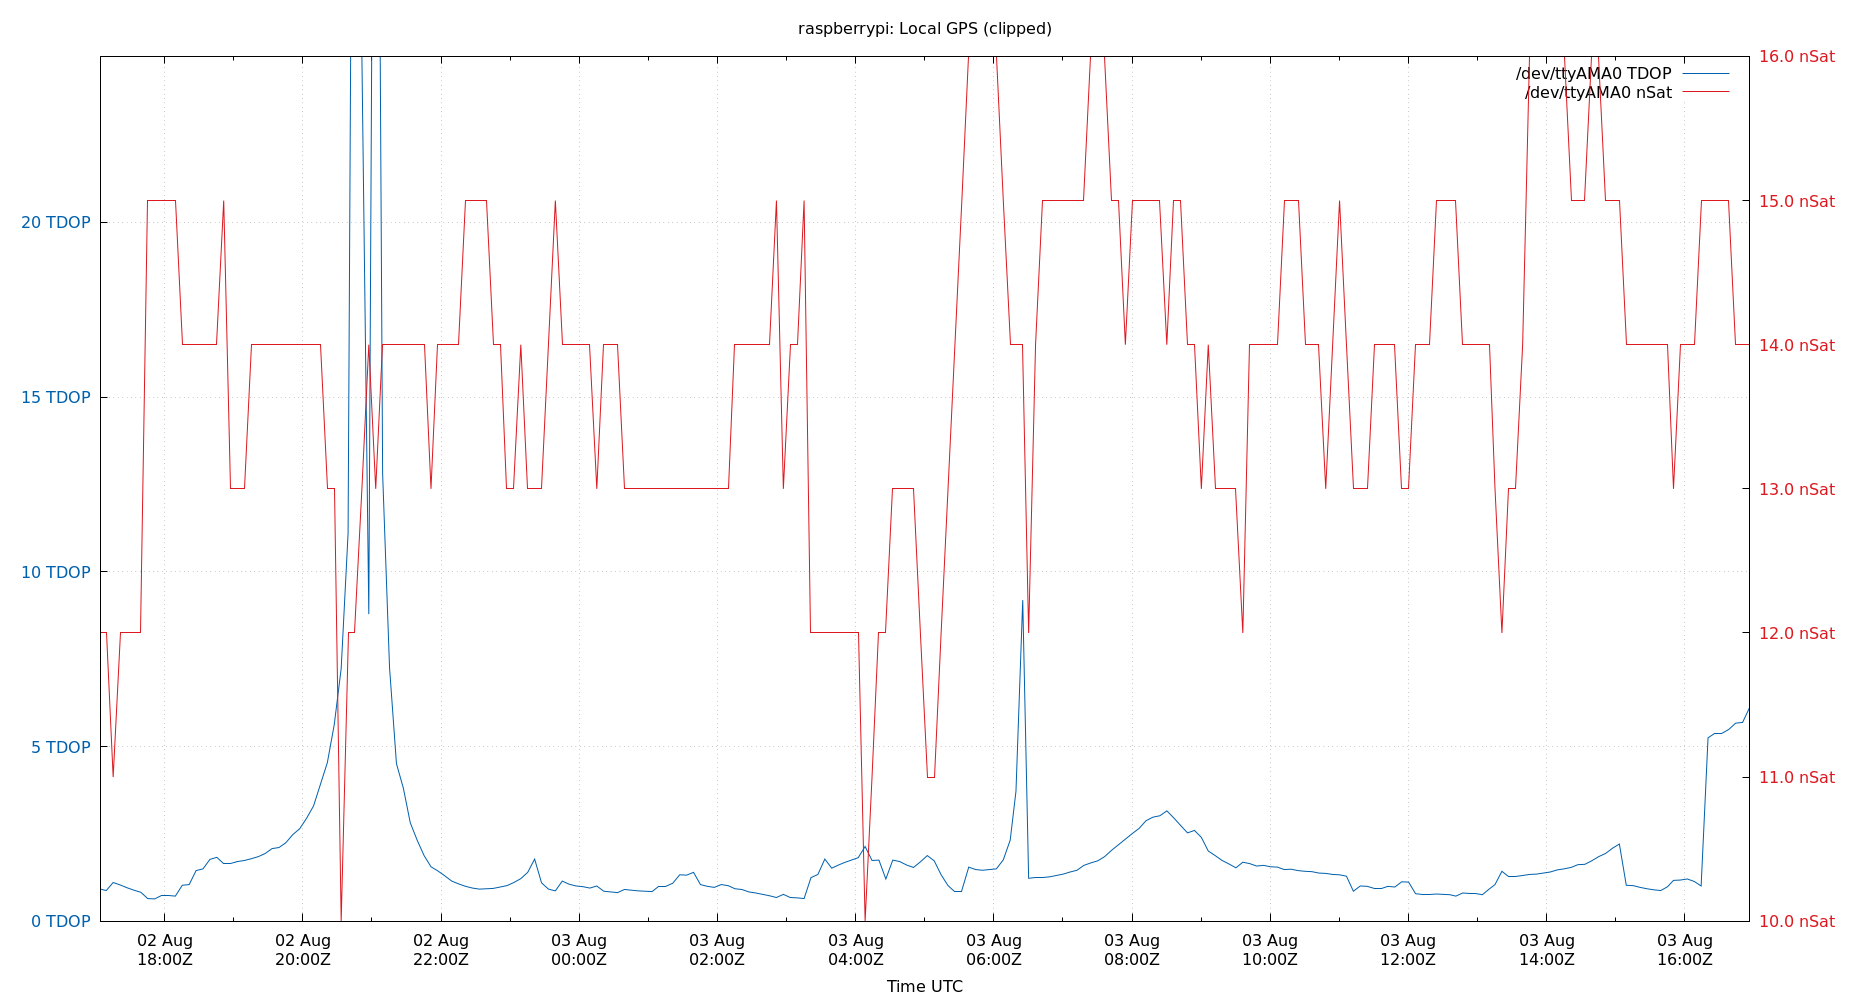 raspberrypi: Local GPS (clipped)
16.0 nSat
/dev/ttyAMA0 TDOP
/dev/ttyAMA0 nSat
20 TDOP
15.0 nSat
14.0 nSat
15 TDOP
13.0 nSat
10 TDOP
12.0 nSat
5 TDOP
11.0 nSat
0 TDOP
10.0 nSat
02 Aug 02 Aug 02 Aug 03 Aug 03 Aug 03 Aug 03 Aug 03 Aug 03 Aug 03 Aug 03 Aug 03 Aug
18:00Z 20:00Z 22:00Z 00:00Z 02:00Z 04:00Z 06:00Z 08:00Z 10:00Z 12:00Z 14:00Z 16:00Z
Time UTC